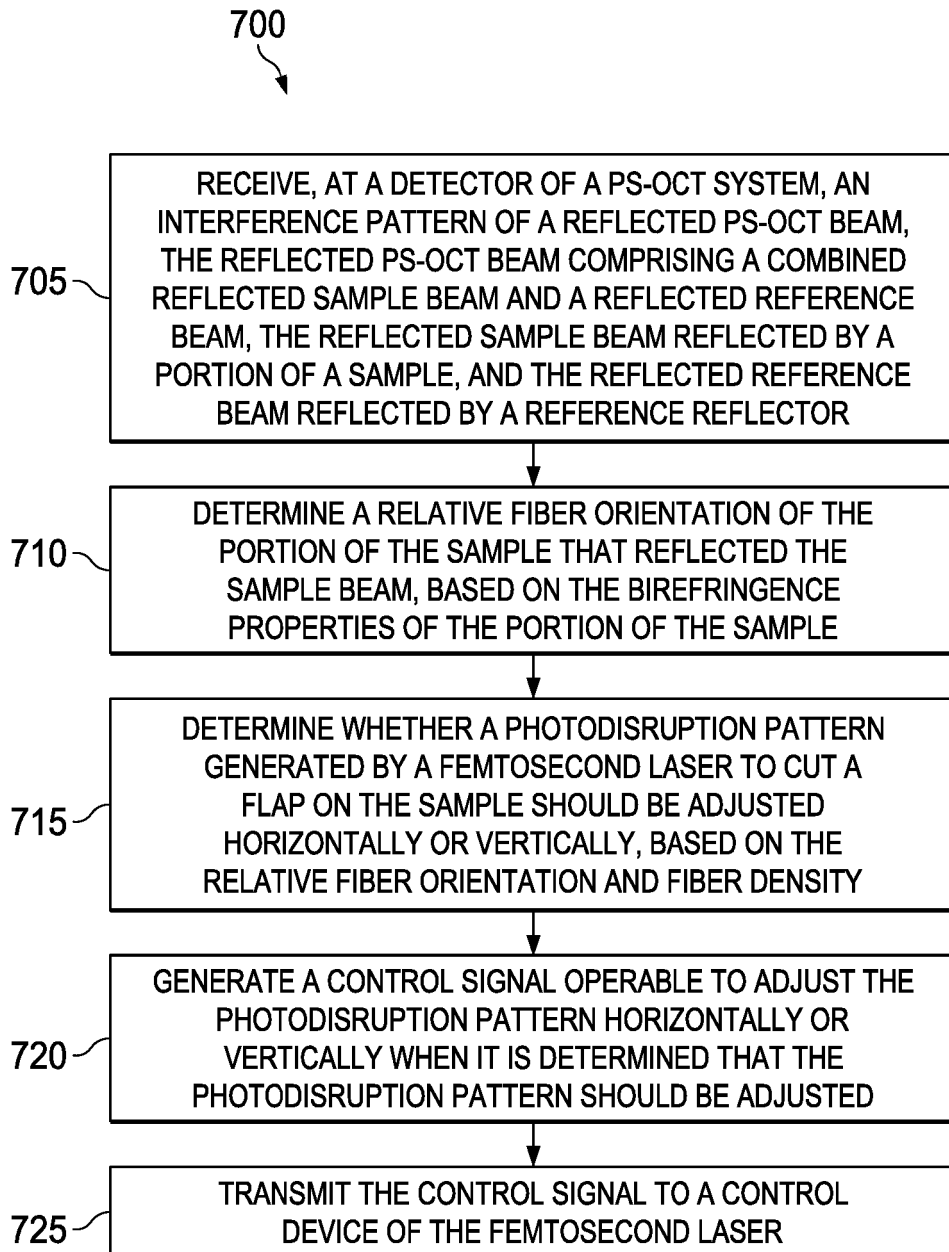 700
705
RECEIVE, AT A DETECTOR OF A PS-OCT SYSTEM, AN
INTERFERENCE PATTERN OF A REFLECTED PS-OCT BEAM,
THE REFLECTED PS-OCT BEAM COMPRISING A COMBINED
REFLECTED SAMPLE BEAM AND A REFLECTED REFERENCE
BEAM, THE REFLECTED SAMPLE BEAM REFLECTED BY A
PORTION OF A SAMPLE, AND THE REFLECTED REFERENCE
BEAM REFLECTED BY A REFERENCE REFLECTOR
710
DETERMINE A RELATIVE FIBER ORIENTATION OF THE
PORTION OF THE SAMPLE THAT REFLECTED THE
SAMPLE BEAM, BASED ON THE BIREFRINGENCE
PROPERTIES OF THE PORTION OF THE SAMPLE
715
DETERMINE WHETHER A PHOTODISRUPTION PATTERN
GENERATED BY A FEMTOSECOND LASER TO CUT A
FLAP ON THE SAMPLE SHOULD BE ADJUSTED
HORIZONTALLY OR VERTICALLY, BASED ON THE
RELATIVE FIBER ORIENTATION AND FIBER DENSITY
720
GENERATE A CONTROL SIGNAL OPERABLE TO ADJUST THE
PHOTODISRUPTION PATTERN HORIZONTALLY OR
VERTICALLY WHEN IT IS DETERMINED THAT THE
PHOTODISRUPTION PATTERN SHOULD BE ADJUSTED
725
TRANSMIT THE CONTROL SIGNAL TO A CONTROL
DEVICE OF THE FEMTOSECOND LASER